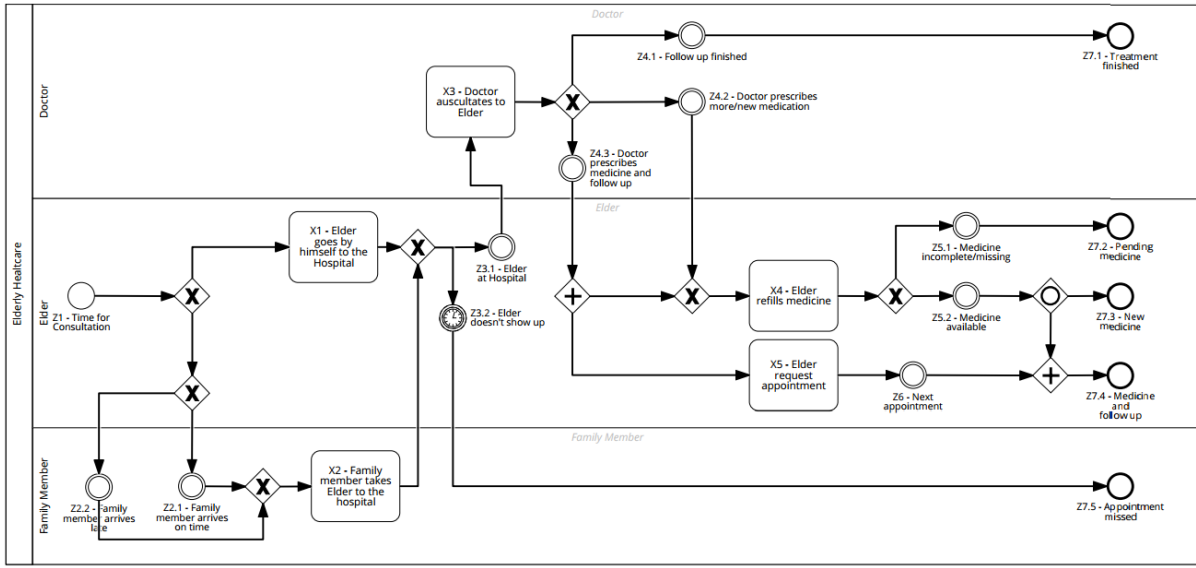 Elderly Healthcare
Doctor
Doctor
Z4.1 - Follow up finished
Z7.1 - Treatment
finished
X3 - Doctor
auscultates to
Elder
X
Z4.2 - Doctor prescribes
more/new medication
Z4.3 - Doctor
prescribes
medicine and
follow up
Elder
Elder
Z1 - Time for
Consultation
X
X1 - Elder
goes by
himself to the
Hospital
X
Z3.1 - Elder
at Hospital
Z3.2 - Elder
doesn't show up
X
X4 - Elder
refills medicine
X
Z5.1 - Medicine
incomplete/missing
Z7.2 - Pending
medicine
Z5.2 - Medicine
available
Z7.3 - New
medicine
X5 - Elder
request
appointment
Z6 - Next
appointment
Z7.4 - Medicine
and
follow up
X
Family Member
Family Member
Z2.2 - Family
member arrives
late
Z2.1 - Family
member arrives
on time
X
X2 - Family
member takes
Elder to the
hospital
Z7.5 - Appointment
missed